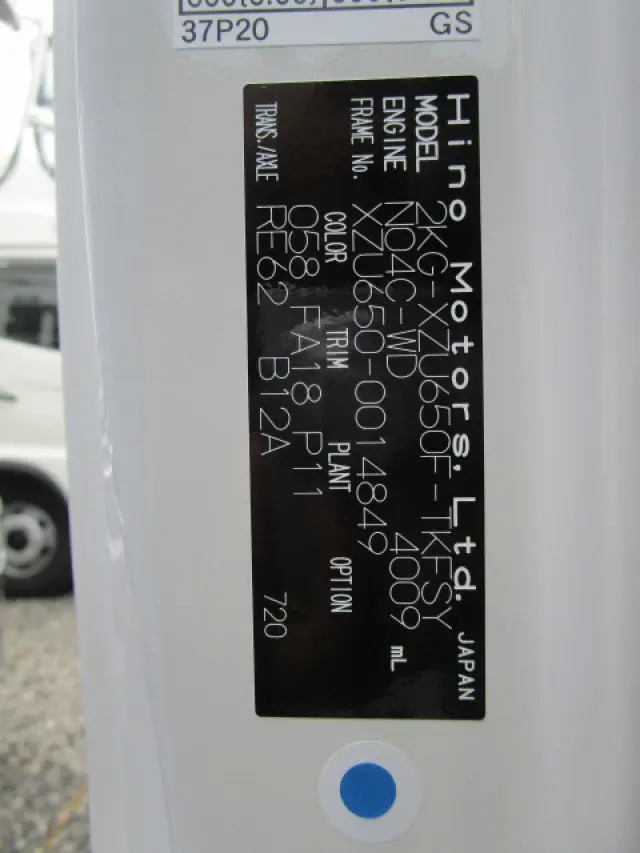 37P20 GS
Hino Motors, Ltd. JAPAN
MODEL 2KG-XZU650F-TKFSY
ENGINE N04C-WD 4009 mL
FRAME No. XZU650-0014849
COLOR TRIM PLANT OPTION
058 FA18 P11
TRANS./AXLE RE62 B12A 720